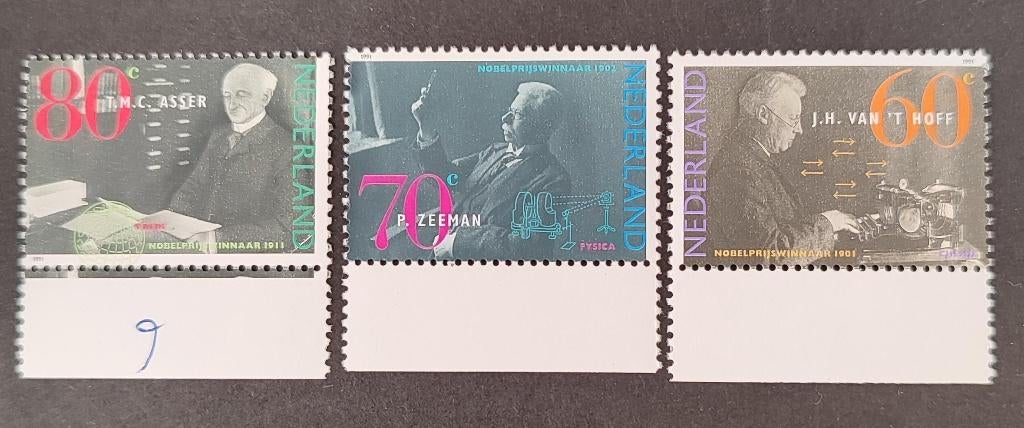 80c
T.M.C. ASSER
NEDERLAND
NOBELPRIJSWINNAAR 1911
1991
9
1991
NOBELPRIJSWINNAAR 1902
NEDERLAND
70c
P. ZEEMAN
FYSICA
1991
NEDERLAND
60c
J.H. VAN 'T HOFF
NOBELPRIJSWINNAAR 1901